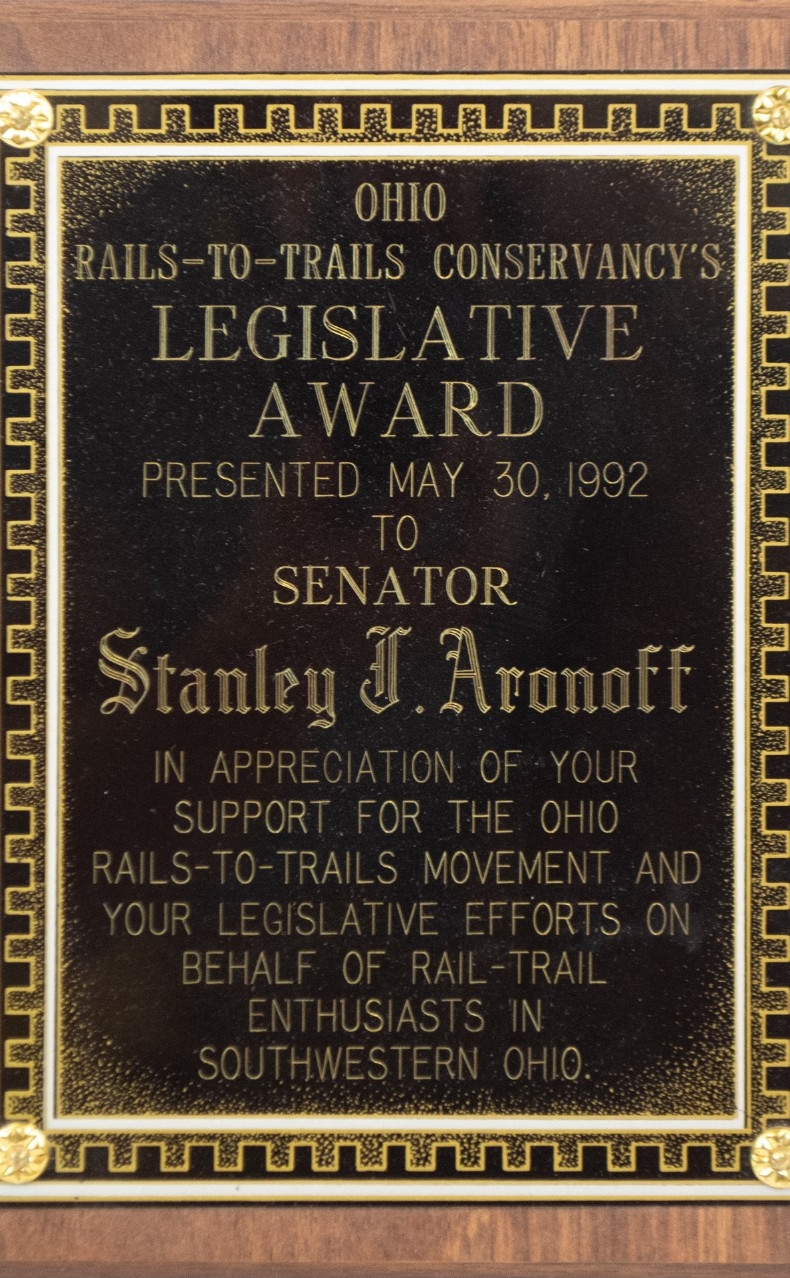 OHIO
RAILS-TO-TRAILS CONSERVANCY'S
LEGISLATIVE
AWARD
PRESENTED MAY 30, 1992
TO
SENATOR
Stanley J. Aronoff
IN APPRECIATION OF YOUR
SUPPORT FOR THE OHIO
RAILS-TO-TRAILS MOVEMENT AND
YOUR LEGISLATIVE EFFORTS ON
BEHALF OF RAIL-TRAIL
ENTHUSIASTS IN
SOUTHWESTERN OHIO.